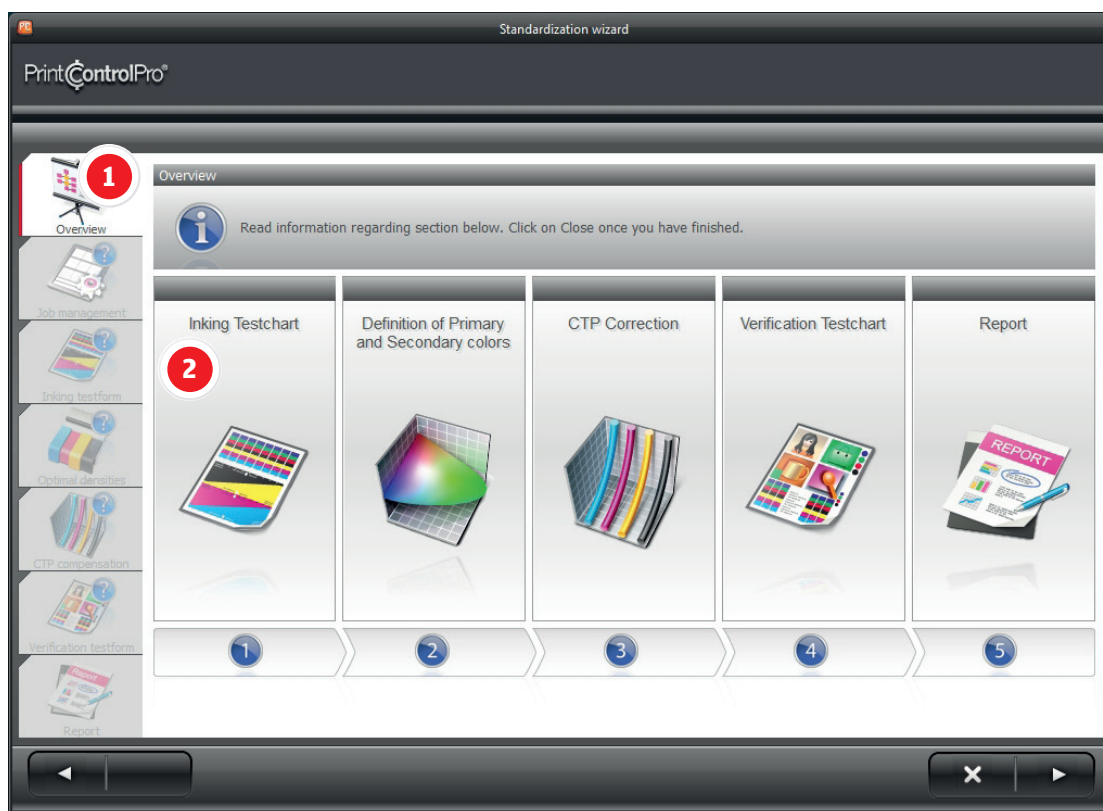 PC
Standardization wizard
PrintControlPro®
1
Overview
Overview
Read information regarding section below. Click on Close once you have finished.
Job management
Inking testform
Optimal densities
CTP compensation
Verification testform
Report
Report
Inking Testchart
2
Definition of Primary
and Secondary colors
CTP Correction
Verification Testchart
Report
REPORT
1
2
3
4
5